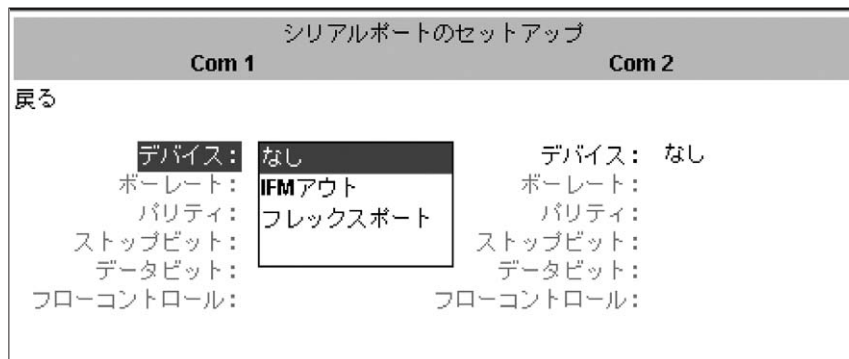 シリアルポートのセットアップ
Com 1 Com 2
戻る
デバイス： なし デバイス： なし
ボーレート： IFMアウト ボーレート：
パリティ： フレックスポート パリティ：
ストップビット： ストップビット：
データビット： データビット：
フローコントロール： フローコントロール：